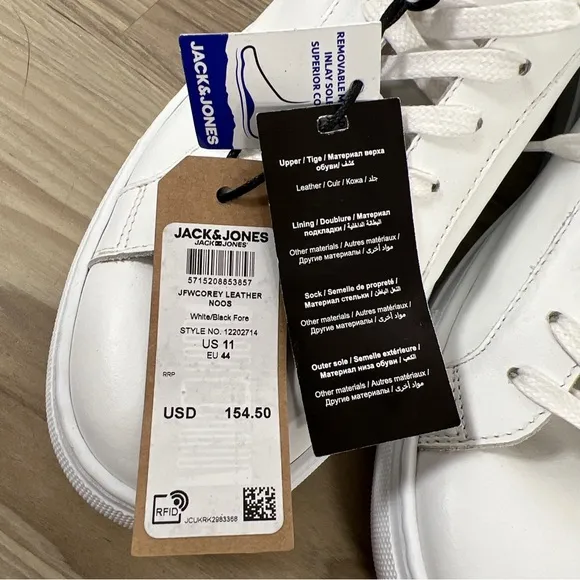 JACK&JONES
REMOVABLE
INLAY SOL
SUPERIOR CO
JACK&JONES
JACK JONES
5715208853857
JFWCOREY LEATHER
NOOS
White/Black Fore
STYLE NO. 12202714
US 11
EU 44
RRP
USD 154.50
RFID
JCUKRK2983368
Upper / Tige / Материал верха
обуви/ كشف
Leather / Cuir / Кожа / جلد
Lining / Doublure / Материал
подкладки / البطانة الداخلية
Other materials / Autres matériaux/
Другие материалы / مواد أخرى
Sock / Semelle de propreté /
Материал стельки / النعل الباطن
Other materials / Autres matériaux/
Другие материалы / مواد أخرى
Outer sole / Semelle extérieure/
Материал низа обуви / الكعب
Other materials / Autres matériaux/
Другие материалы / مواد أخرى